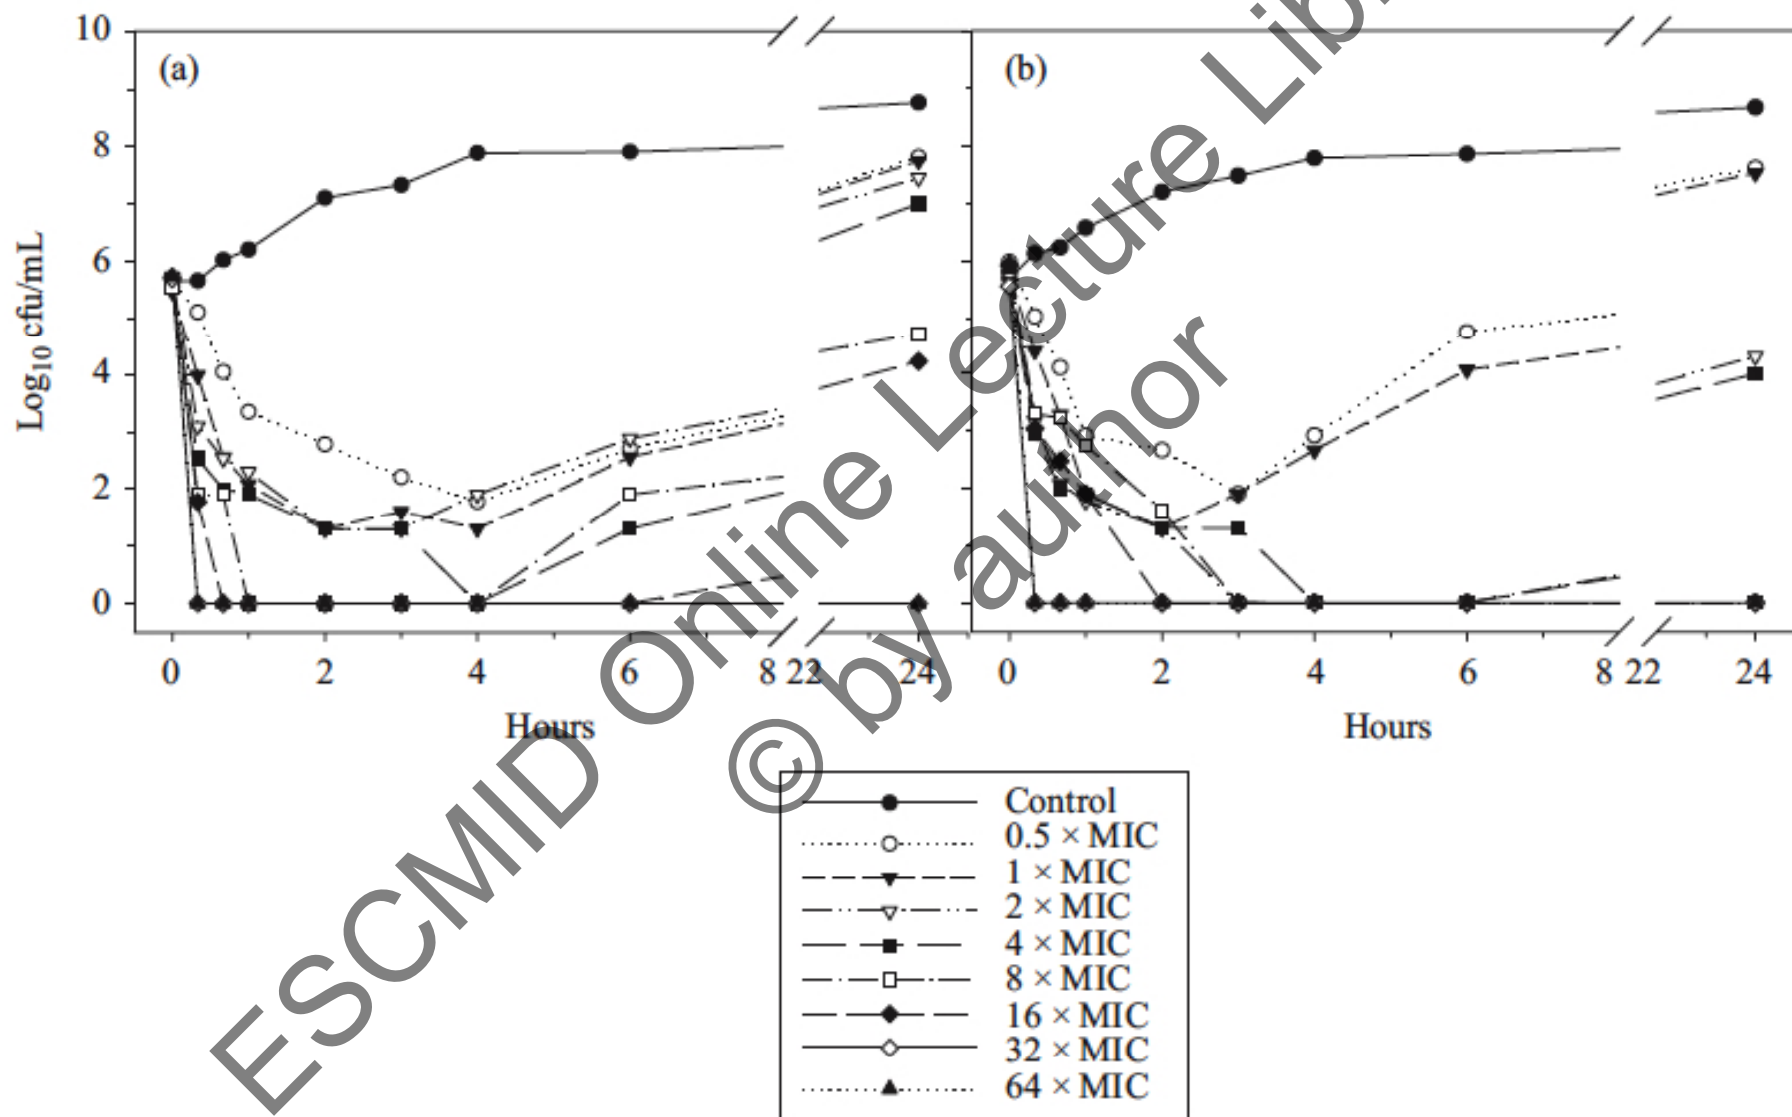 10
8
6
4
2
0
Log10 cfu/mL
(a)
(b)
0 2 4 6 8 22 24
0 2 4 6 8 22 24
Hours
Hours
Control
0.5 × MIC
1 × MIC
2 × MIC
4 × MIC
8 × MIC
16 × MIC
32 × MIC
64 × MIC
ESCMID Online Lecture Libr
© by author